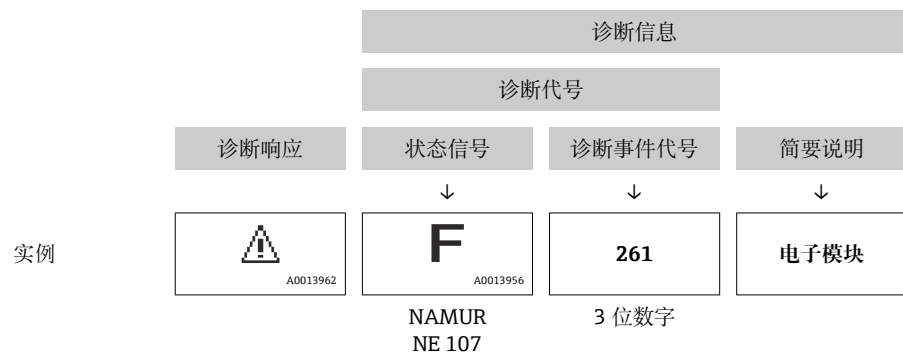 诊断信息
诊断代号
诊断响应 状态信号 诊断事件代号 简要说明
↓ ↓ ↓
实例 A0013962 F A0013956 261 电子模块
NAMUR NE 107 3 位数字